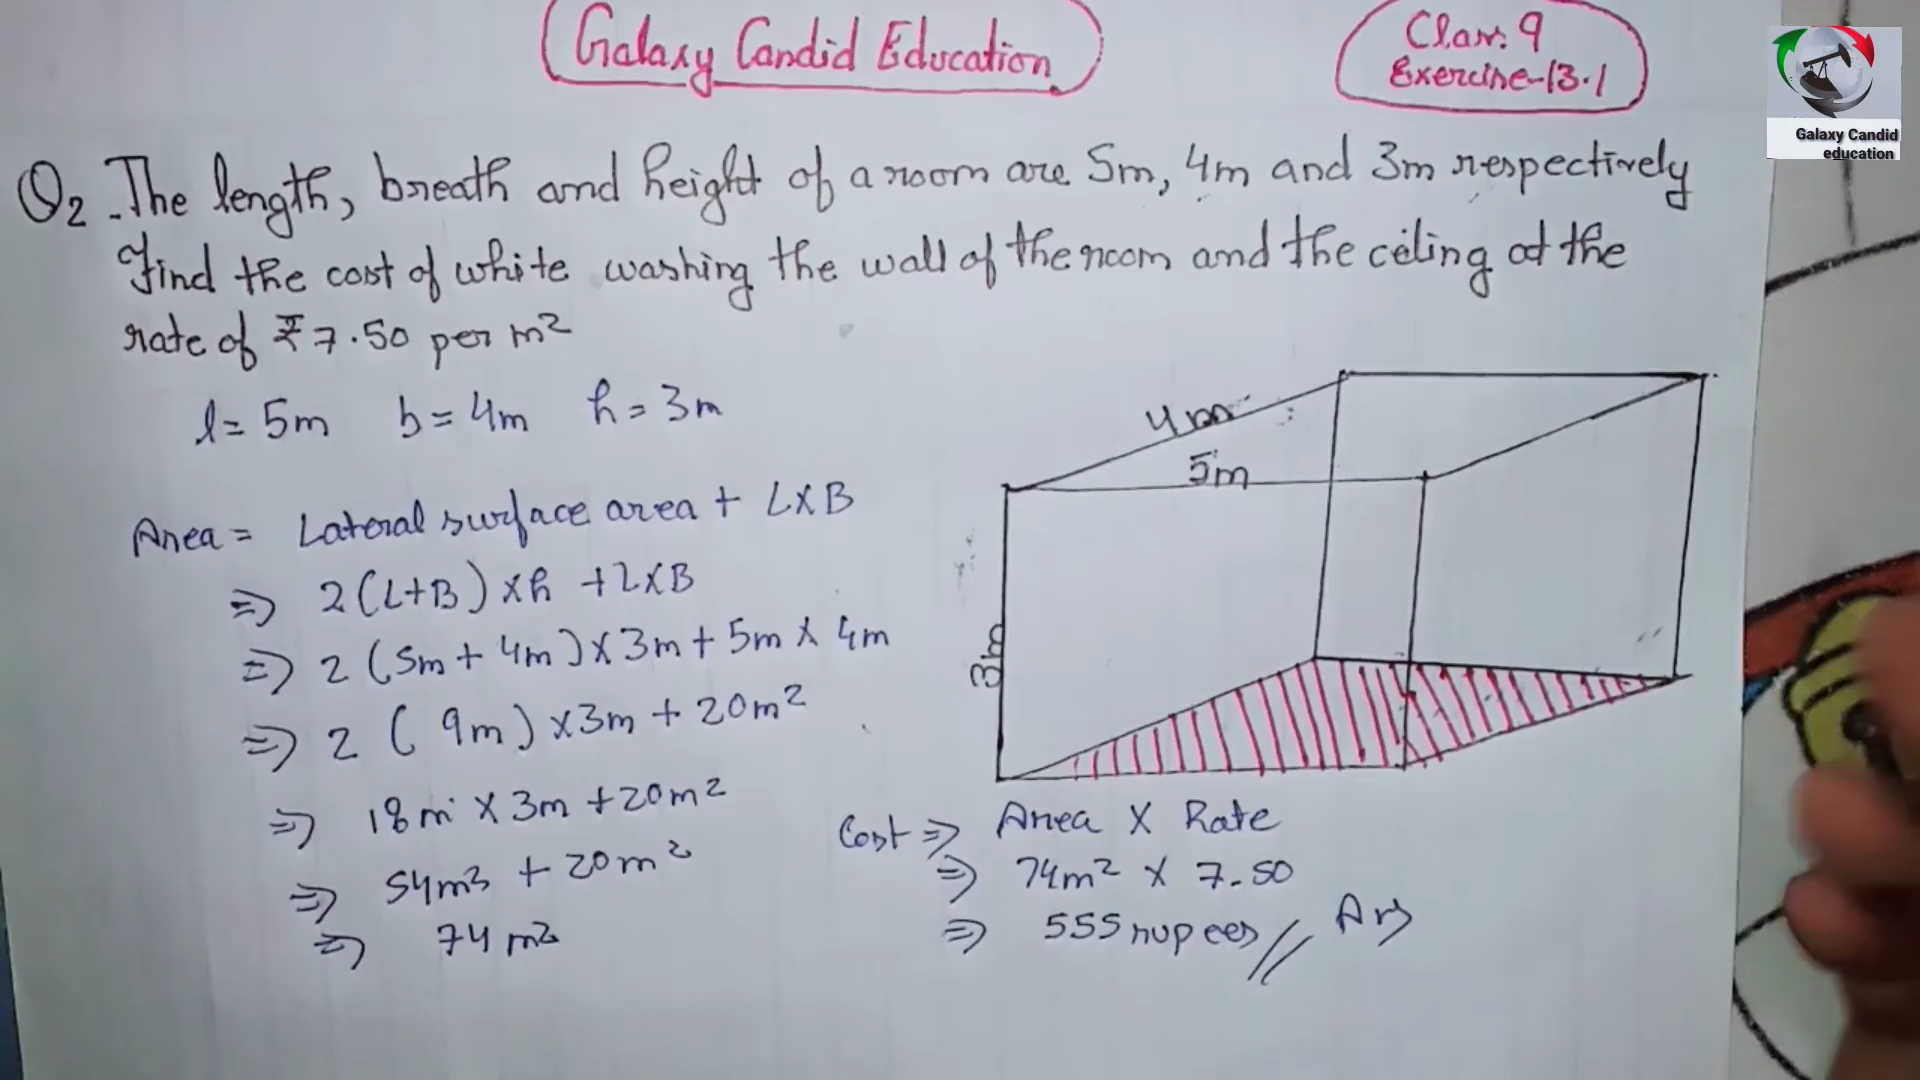 Galaxy Candid Education
Class: 9
Exercise-13.1
Galaxy Candid
education
Q2 - The length, breath and height of a room are 5m, 4m and 3m respectively
Find the cost of white washing the wall of the room and the celing at the
rate of ₹7.50 per m²
l = 5m b = 4m h = 3m
Area = Lateral surface area + L×B
⇒ 2(L+B)×h + L×B
⇒ 2 (5m + 4m)×3m + 5m × 4m
⇒ 2 ( 9m)×3m + 20m²
⇒ 18m × 3m + 20m²
⇒ 54m² + 20m²
⇒ 74 m²
4m
5m
3m
Cost ⇒ Area × Rate
⇒ 74m² × 7.50
⇒ 555 rupees // Ans